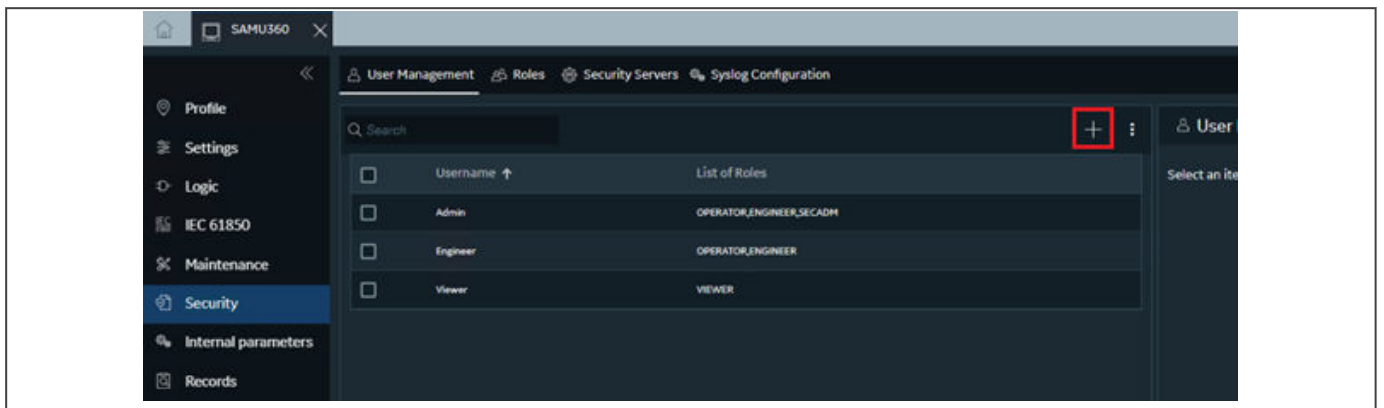 SAMU360
User Management Roles Security Servers Syslog Configuration
Profile
Settings
Logic
IEC 61850
Maintenance
Security
Internal parameters
Records
Search
Username List of Roles
Admin OPERATOR,ENGINEER,SECADM
Engineer OPERATOR,ENGINEER
Viewer VIEWER
User
Select an ite